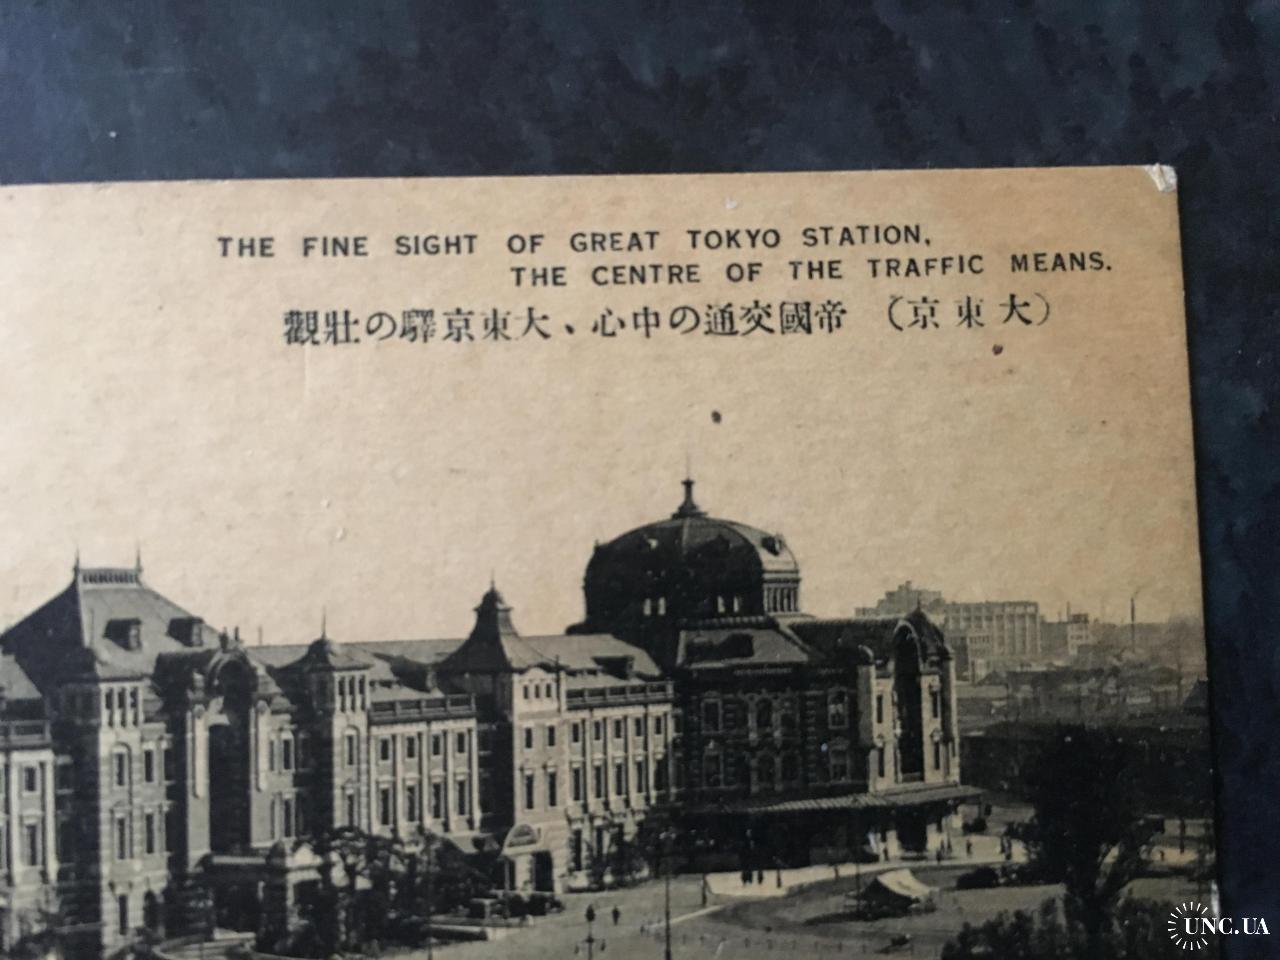 THE FINE SIGHT OF GREAT TOKYO STATION,
THE CENTRE OF THE TRAFFIC MEANS.
（大東京） 帝國交通の中心、大東京驛の壯觀
UNC.UA